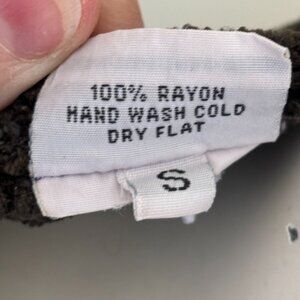 100% RAYON
HAND WASH COLD
DRY FLAT
S